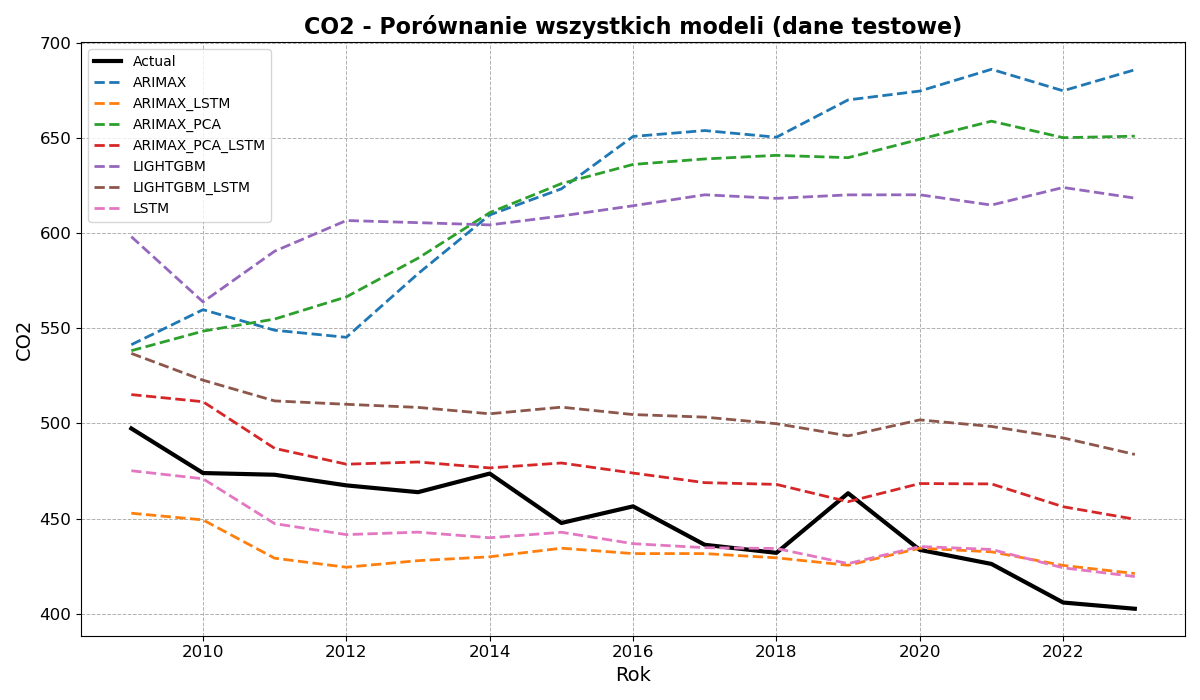 CO2 - Porównanie wszystkich modeli (dane testowe)
Actual
ARIMAX
ARIMAX_LSTM
ARIMAX_PCA
ARIMAX_PCA_LSTM
LIGHTGBM
LIGHTGBM_LSTM
LSTM
CO2
700
650
600
550
500
450
400
2010 2012 2014 2016 2018 2020 2022
Rok